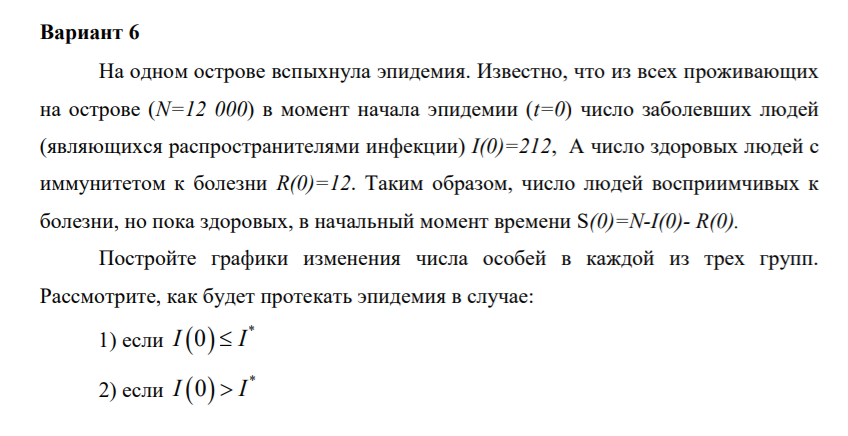 Вариант 6
На одном острове вспыхнула эпидемия. Известно, что из всех проживающих
на острове (N=12 000) в момент начала эпидемии (t=0) число заболевших людей
(являющихся распространителями инфекции) I(0)=212, А число здоровых людей с
иммунитетом к болезни R(0)=12. Таким образом, число людей восприимчивых к
болезни, но пока здоровых, в начальный момент времени S(0)=N-I(0)- R(0).
Постройте графики изменения числа особей в каждой из трех групп.
Рассмотрите, как будет протекать эпидемия в случае:
1) если I(0) ≤ I*
2) если I(0) > I*